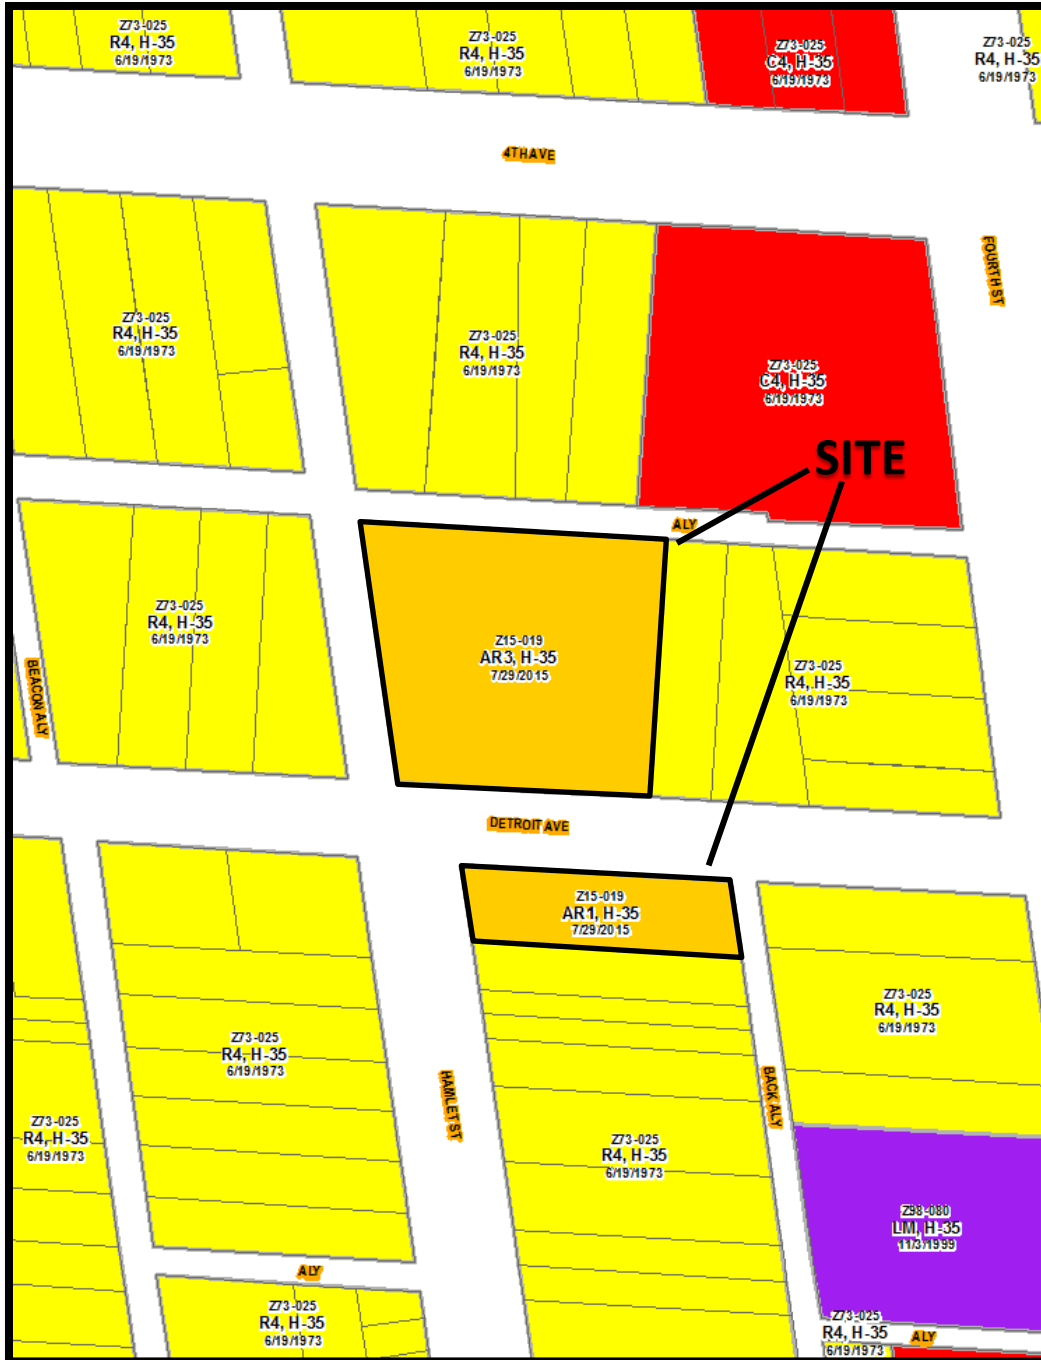 Z73-025
R4, H-35
6/19/1973
Z73-025
R4, H-35
6/19/1973
Z73-025
C4, H-35
6/19/1973
Z73-025
R4, H-35
6/19/1973
4TH AVE
FOURTH ST
Z73-025
R4, H-35
6/19/1973
Z73-025
R4, H-35
6/19/1973
Z73-025
C4, H-35
6/19/1973
SITE
ALY
Z73-025
R4, H-35
6/19/1973
Z15-019
AR3, H-35
7/29/2015
Z73-025
R4, H-35
6/19/1973
BEACON ALY
DETROIT AVE
Z15-019
AR1, H-35
7/29/2015
Z73-025
R4, H-35
6/19/1973
Z73-025
R4, H-35
6/19/1973
HAMLET ST
BACK ALY
Z73-025
R4, H-35
6/19/1973
Z73-025
R4, H-35
6/19/1973
Z98-080
LM, H-35
11/3/1999
ALY
Z73-025
R4, H-35
6/19/1973
Z73-025
R4, H-35
6/19/1973
ALY